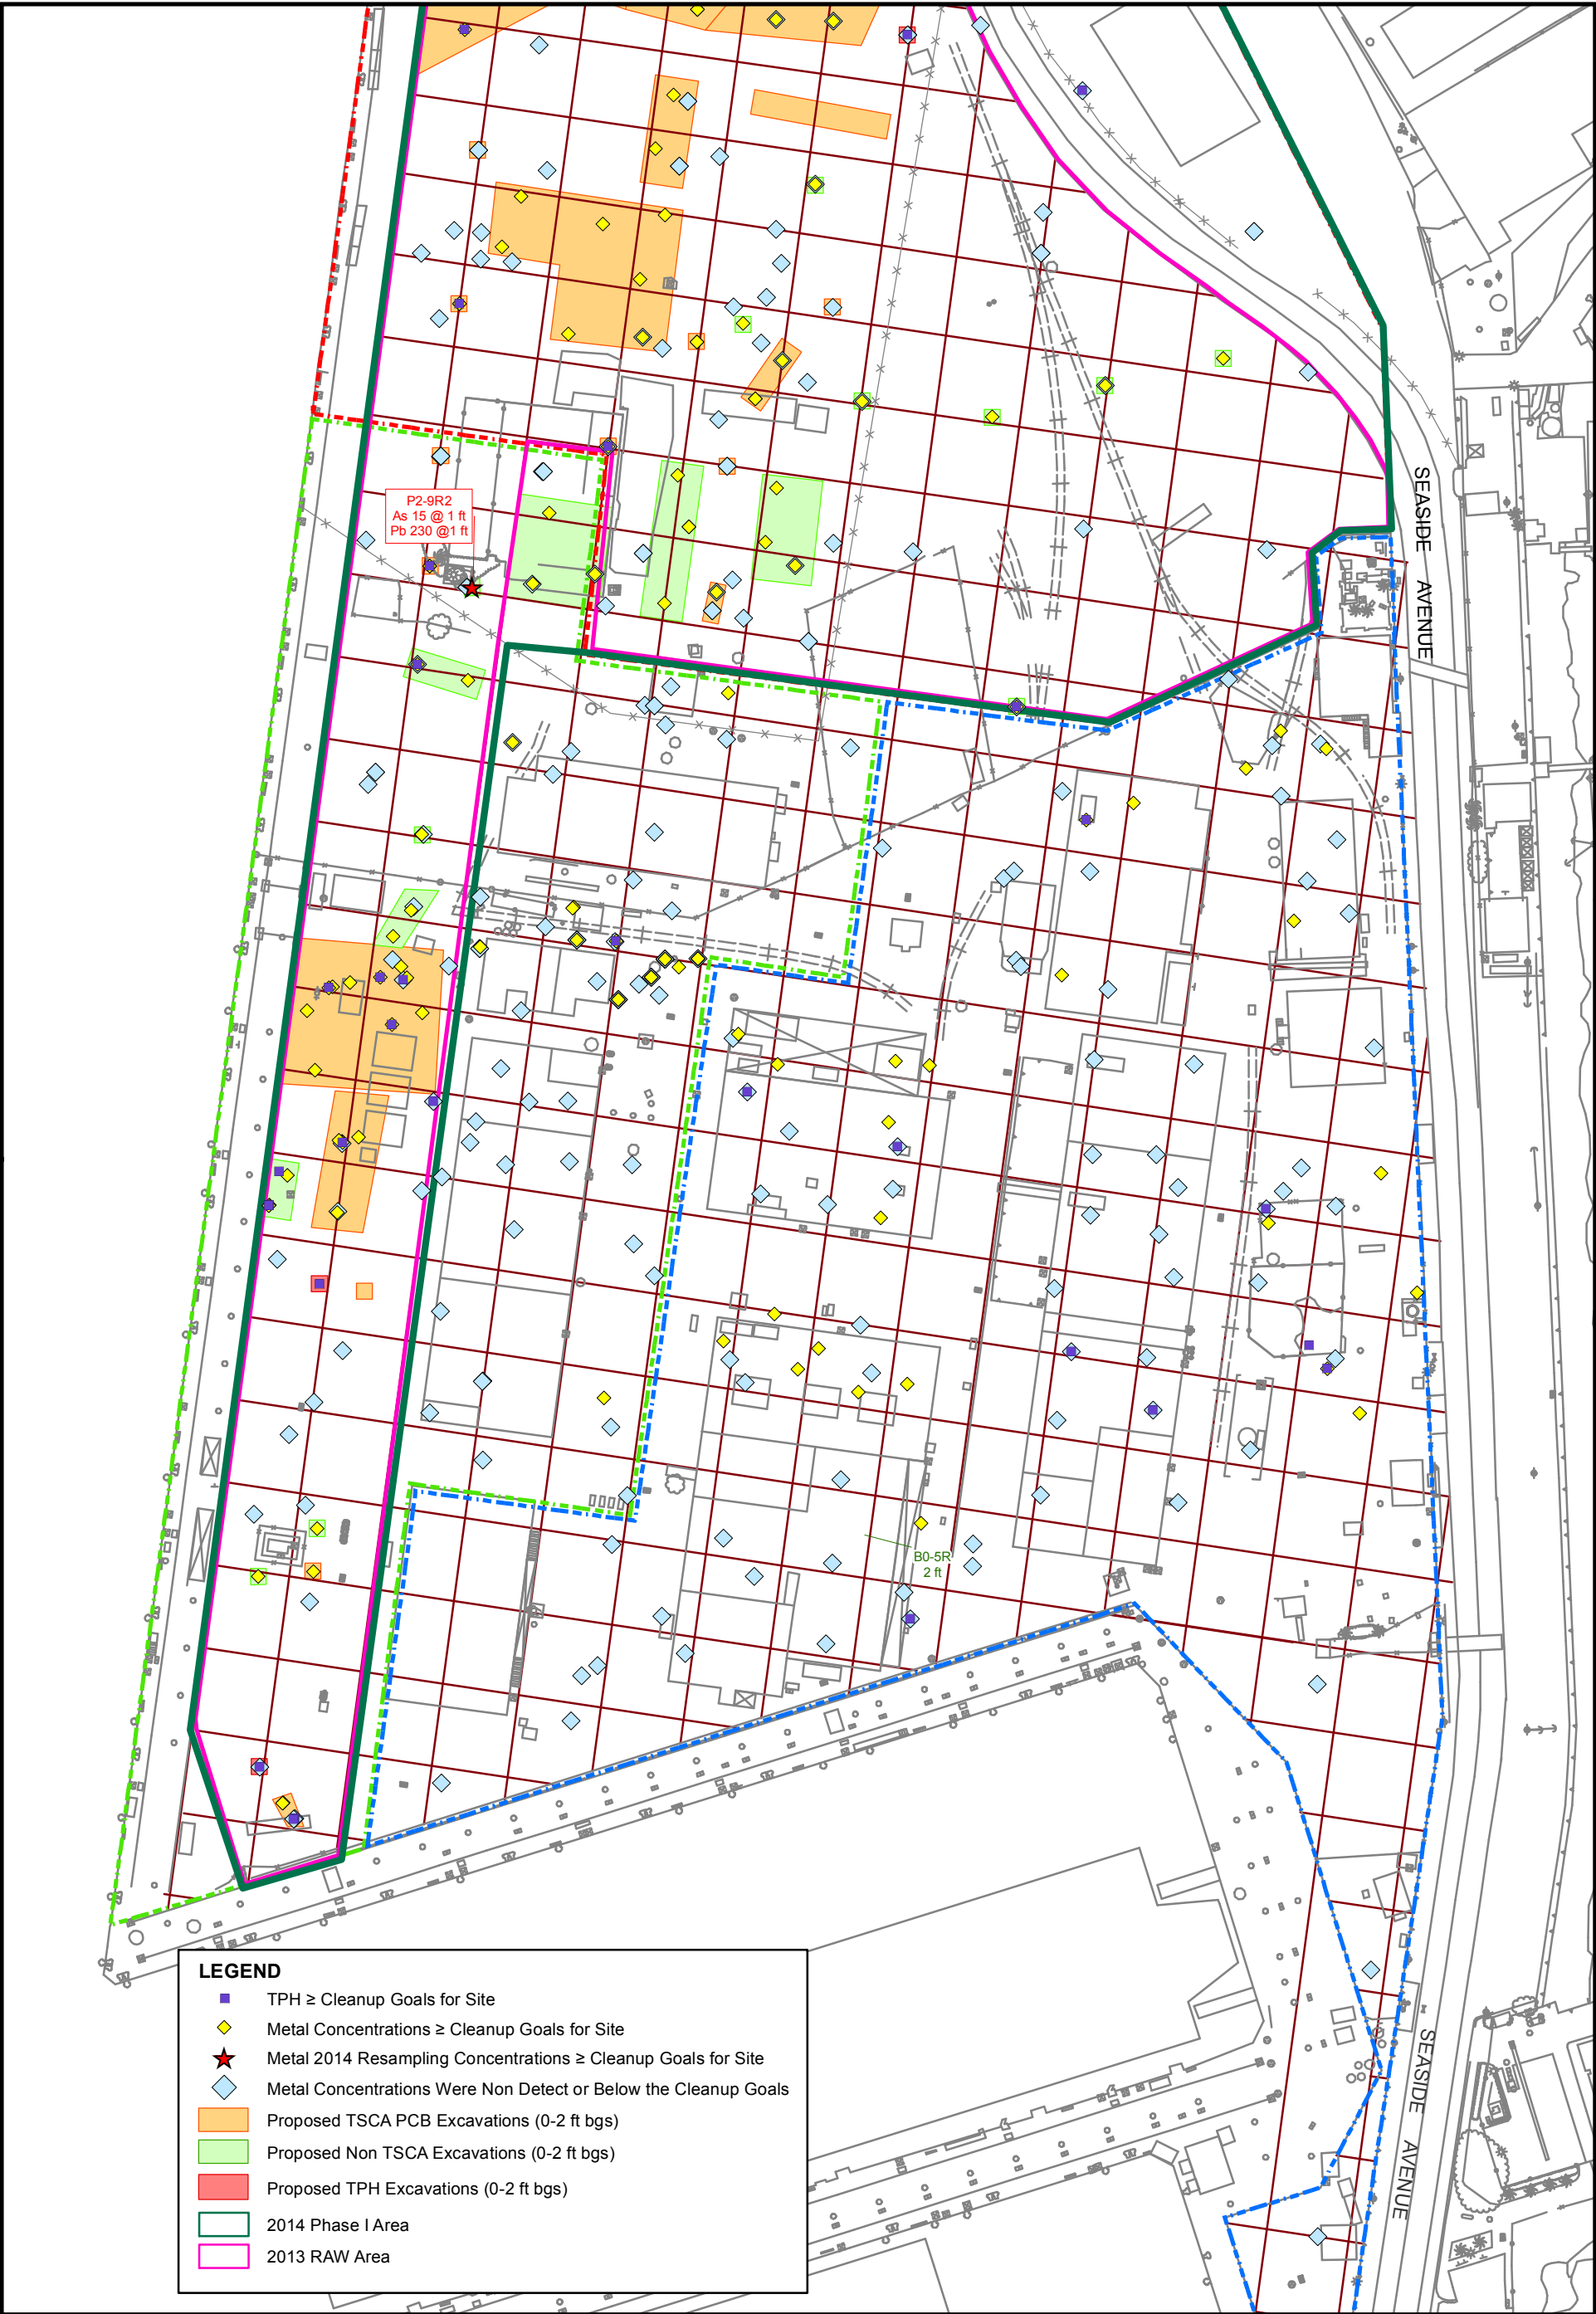 P2-9R2
As 15 @ 1 ft
Pb 230 @1 ft
SEASIDE AVENUE
B0-5R
2 ft
SEASIDE AVENUE
LEGEND
TPH ≥ Cleanup Goals for Site
Metal Concentrations ≥ Cleanup Goals for Site
Metal 2014 Resampling Concentrations ≥ Cleanup Goals for Site
Metal Concentrations Were Non Detect or Below the Cleanup Goals
Proposed TSCA PCB Excavations (0-2 ft bgs)
Proposed Non TSCA Excavations (0-2 ft bgs)
Proposed TPH Excavations (0-2 ft bgs)
2014 Phase I Area
2013 RAW Area